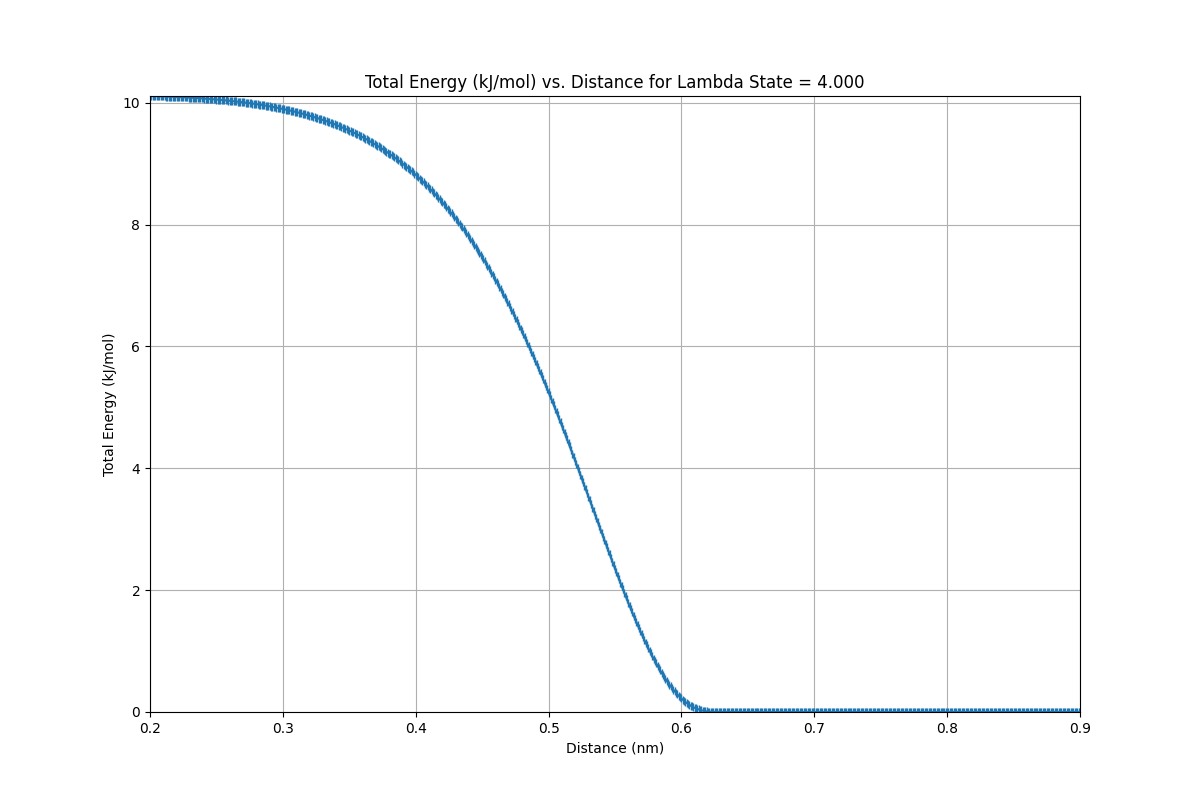 Total Energy (kJ/mol) vs. Distance for Lambda State = 4.000
10
8
6
4
2
0
Total Energy (kJ/mol)
0.2 0.3 0.4 0.5 0.6 0.7 0.8 0.9
Distance (nm)